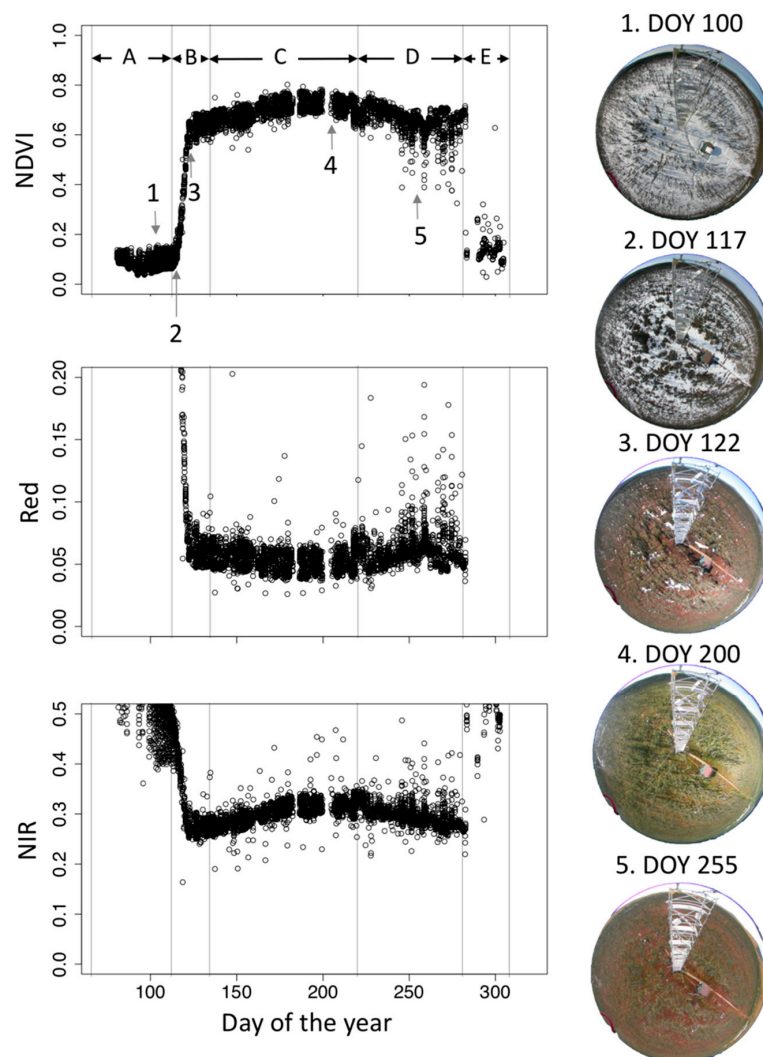 1. DOY 100
2. DOY 117
3. DOY 122
4. DOY 200
5. DOY 255
NDVI
1.0
0.8
0.6
0.4
0.2
0.0
A B C D E
1
2
3
4
5
Red
0.20
0.15
0.10
0.05
0.00
NIR
0.5
0.4
0.3
0.2
0.1
0.0
100 150 200 250 300
Day of the year